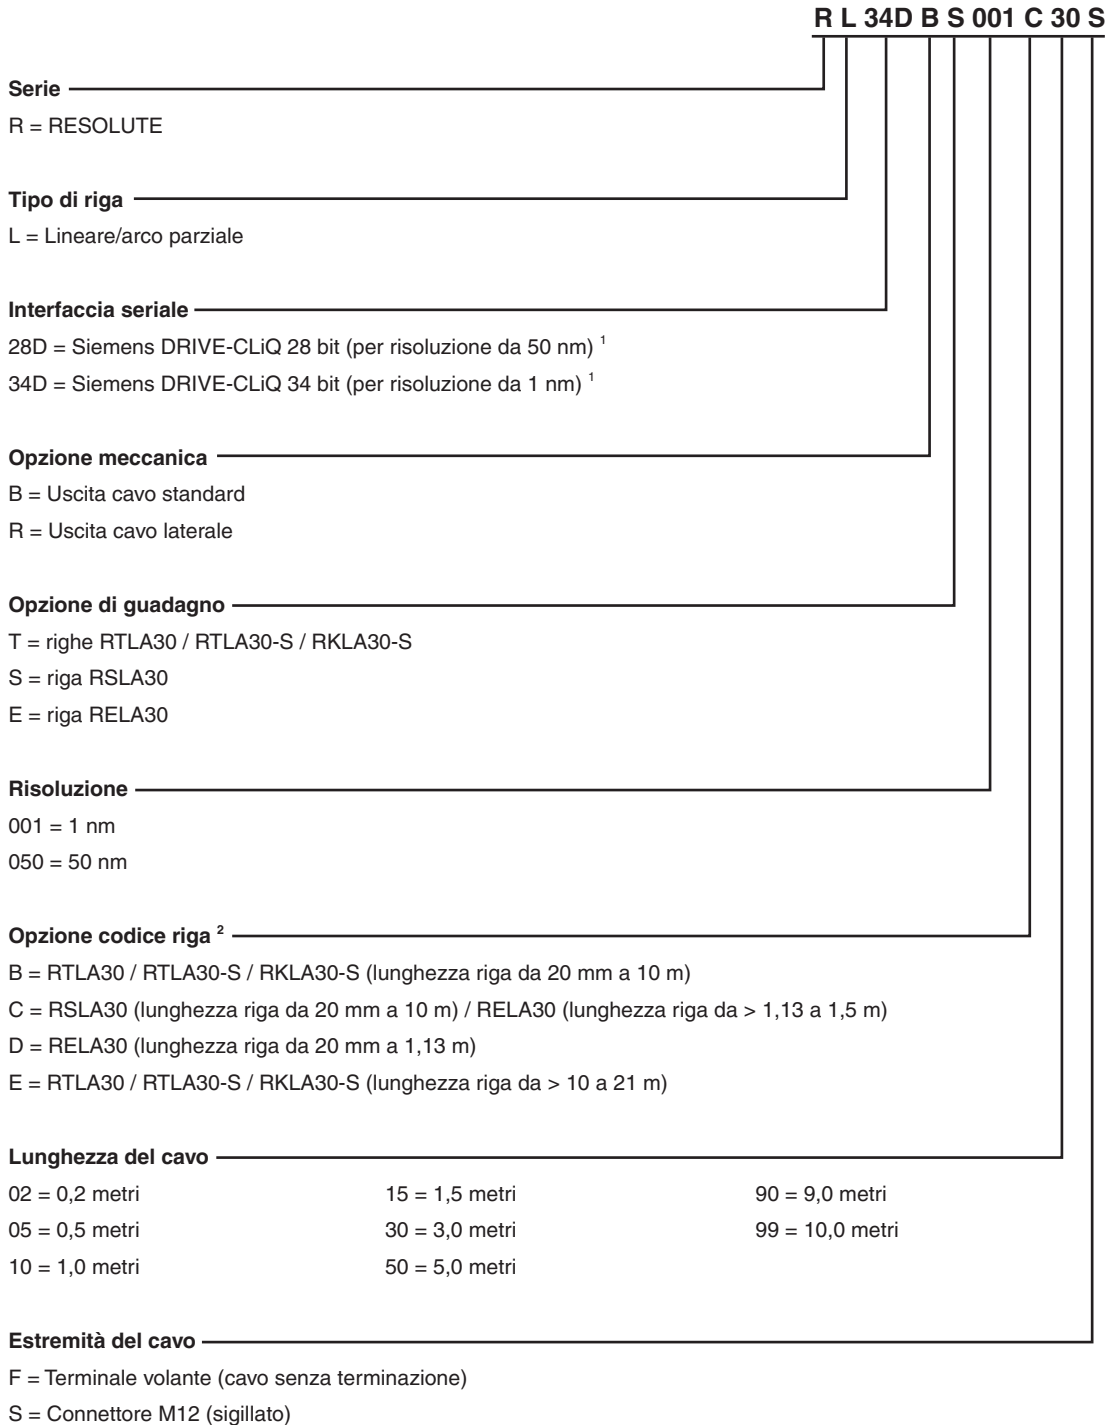 R L 34D B S 001 C 30 S
Serie
R = RESOLUTE
Tipo di riga
L = Lineare/arco parziale
Interfaccia seriale
28D = Siemens DRIVE-CLiQ 28 bit (per risoluzione da 50 nm) 1
34D = Siemens DRIVE-CLiQ 34 bit (per risoluzione da 1 nm) 1
Opzione meccanica
B = Uscita cavo standard
R = Uscita cavo laterale
Opzione di guadagno
T = righe RTLA30 / RTLA30-S / RKLA30-S
S = riga RSLA30
E = riga RELA30
Risoluzione
001 = 1 nm
050 = 50 nm
Opzione codice riga 2
B = RTLA30 / RTLA30-S / RKLA30-S (lunghezza riga da 20 mm a 10 m)
C = RSLA30 (lunghezza riga da 20 mm a 10 m) / RELA30 (lunghezza riga da > 1,13 a 1,5 m)
D = RELA30 (lunghezza riga da 20 mm a 1,13 m)
E = RTLA30 / RTLA30-S / RKLA30-S (lunghezza riga da > 10 a 21 m)
Lunghezza del cavo
02 = 0,2 metri 15 = 1,5 metri 90 = 9,0 metri
05 = 0,5 metri 30 = 3,0 metri 99 = 10,0 metri
10 = 1,0 metri 50 = 5,0 metri
Estremità del cavo
F = Terminale volante (cavo senza terminazione)
S = Connettore M12 (sigillato)